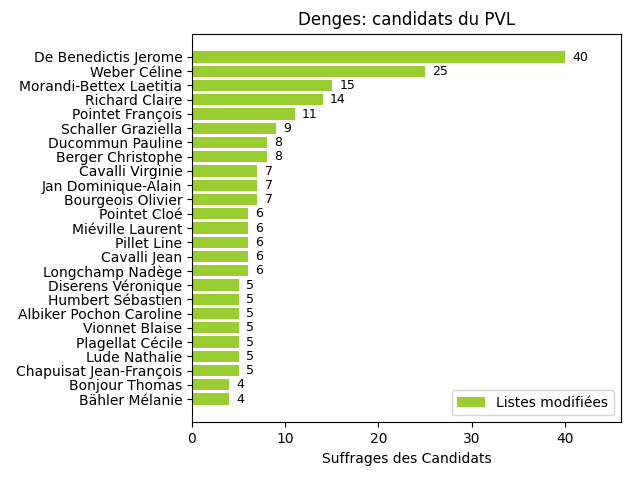 Denges: candidats du PVL
De Benedictis Jerome 40
Weber Céline 25
Morandi-Bettex Laetitia 15
Richard Claire 14
Pointet François 11
Schaller Graziella 9
Ducommun Pauline 8
Berger Christophe 8
Cavalli Virginie 7
Jan Dominique-Alain 7
Bourgeois Olivier 7
Pointet Cloé 6
Miéville Laurent 6
Pillet Line 6
Cavalli Jean 6
Longchamp Nadège 6
Diserens Véronique 5
Humbert Sébastien 5
Albiker Pochon Caroline 5
Vionnet Blaise 5
Plagellat Cécile 5
Lude Nathalie 5
Chapuisat Jean-François 5
Bonjour Thomas 4
Bähler Mélanie 4
Listes modifiées
0 10 20 30 40
Suffrages des Candidats